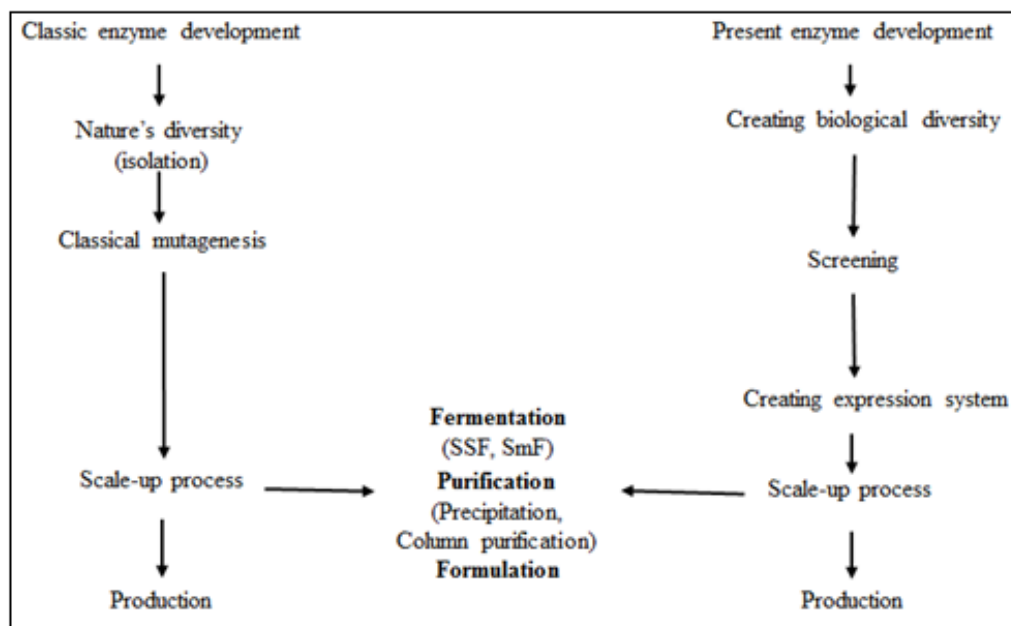 Classic enzyme development
Nature's diversity
(isolation)
Classical mutagenesis
Scale-up process
Production
Fermentation
(SSF, SmF)
Purification
(Precipitation,
Column purification)
Formulation
Present enzyme development
Creating biological diversity
Screening
Creating expression system
Scale-up process
Production